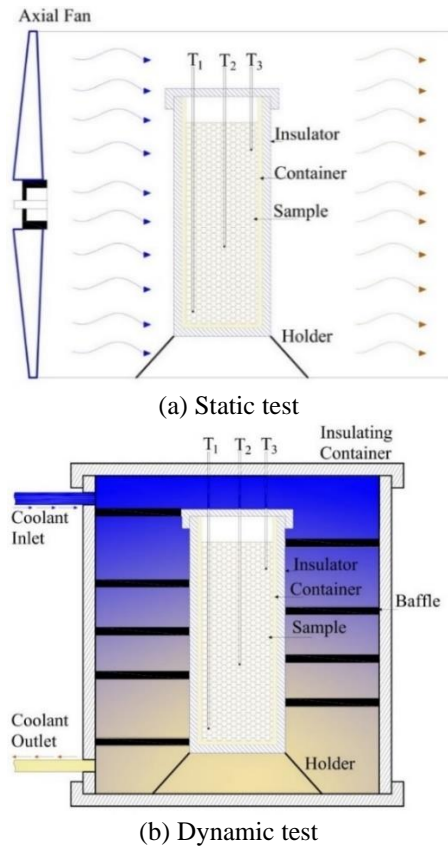 Axial Fan
T1
T2
T3
Insulator
Container
Sample
Holder
(a) Static test
T1
T2
T3
Insulating
Container
Coolant
Inlet
Insulator
Container
Baffle
Sample
Coolant
Outlet
Holder
(b) Dynamic test